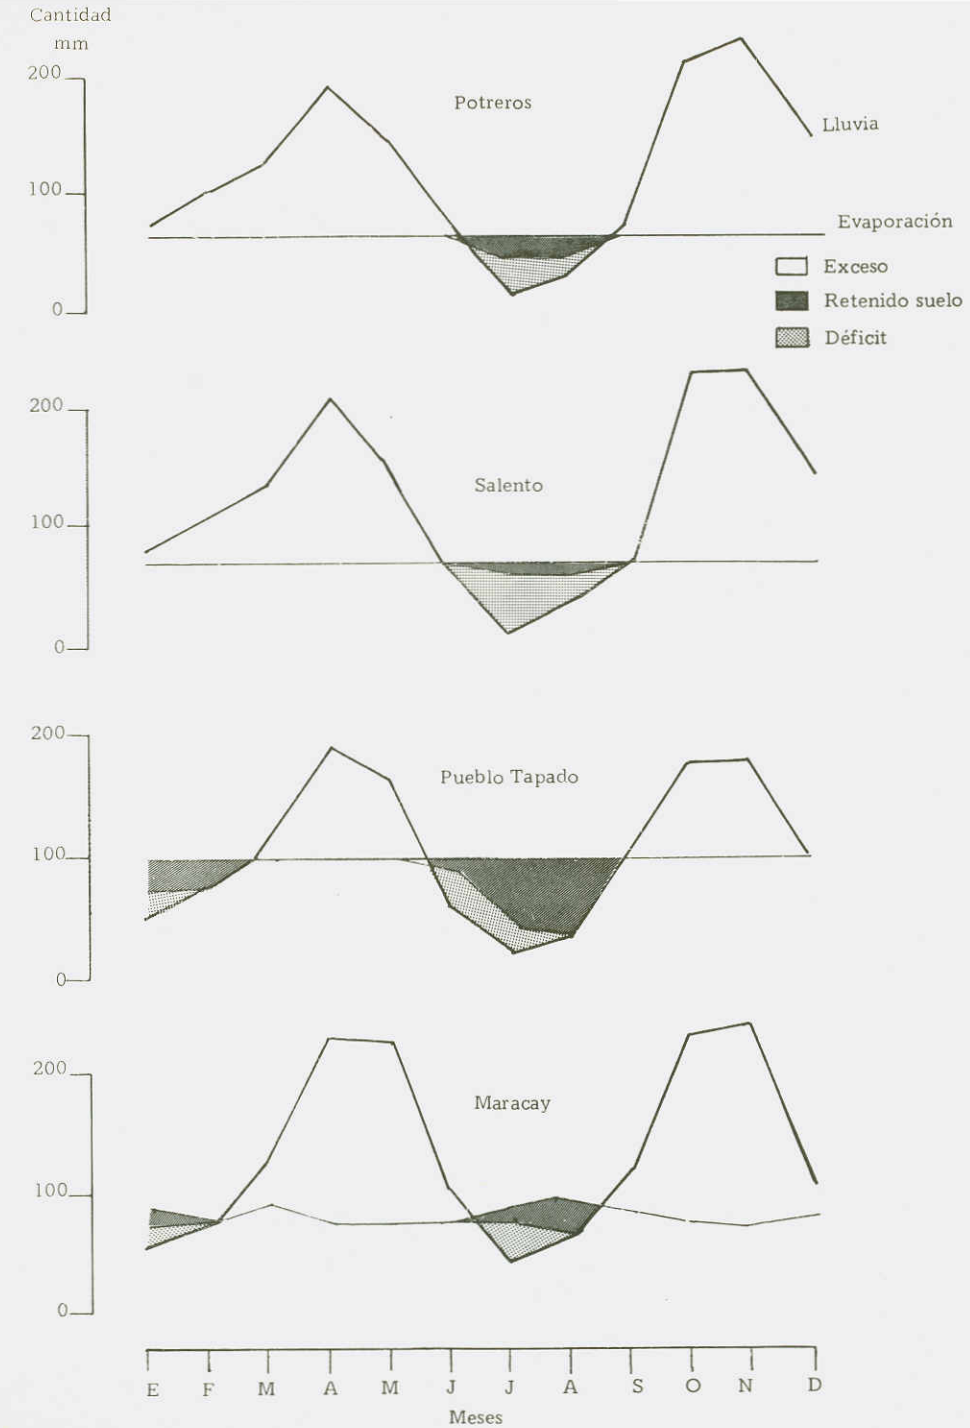 Cantidad
mm
200
100
0
Potreros
Lluvia
Evaporación
Exceso
Retenido suelo
Déficit
200
100
0
Salento
200
100
0
Pueblo Tapado
200
100
0
Maracay
E F M A M J J A S O N D
Meses